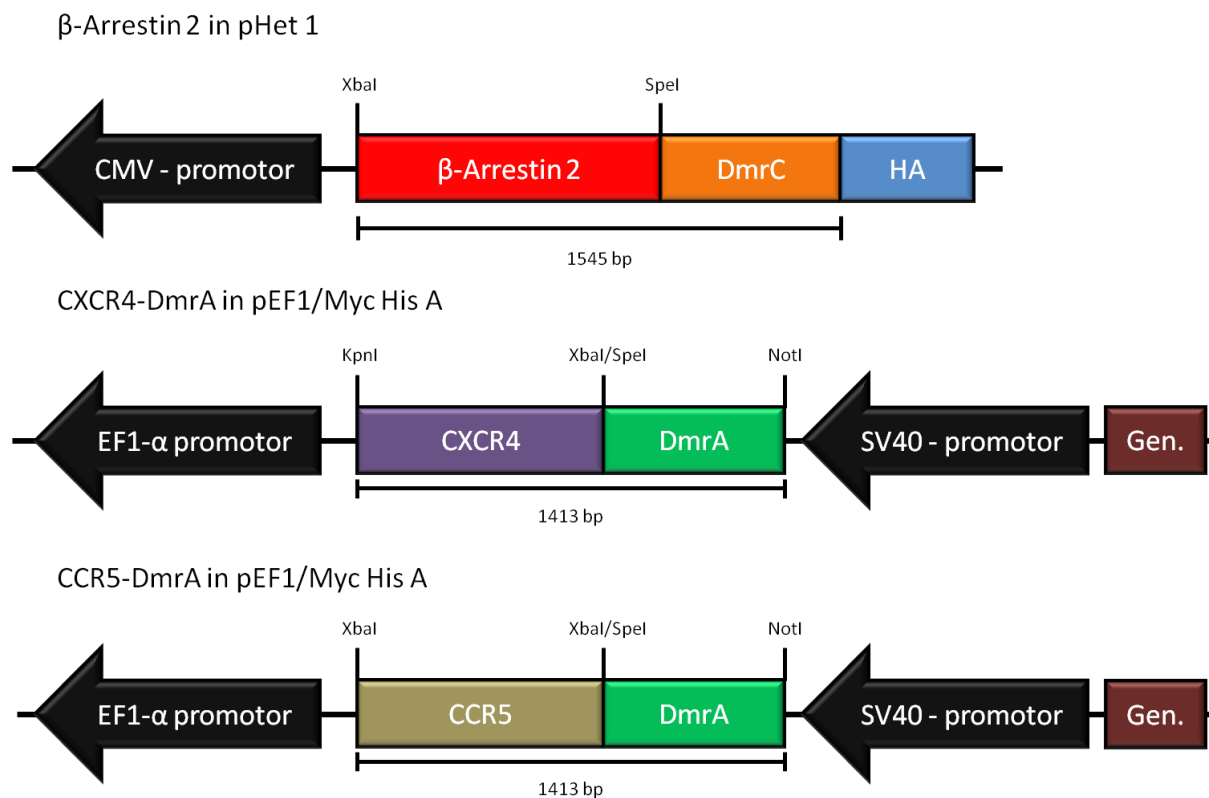 β-Arrestin 2 in pHet 1
XbaI SpeI
CMV - promotor β-Arrestin 2 DmrC HA
1545 bp
CXCR4-DmrA in pEF1/Myc His A
KpnI XbaI/SpeI NotI
EF1-α promotor CXCR4 DmrA SV40 - promotor Gen.
1413 bp
CCR5-DmrA in pEF1/Myc His A
XbaI XbaI/SpeI NotI
EF1-α promotor CCR5 DmrA SV40 - promotor Gen.
1413 bp